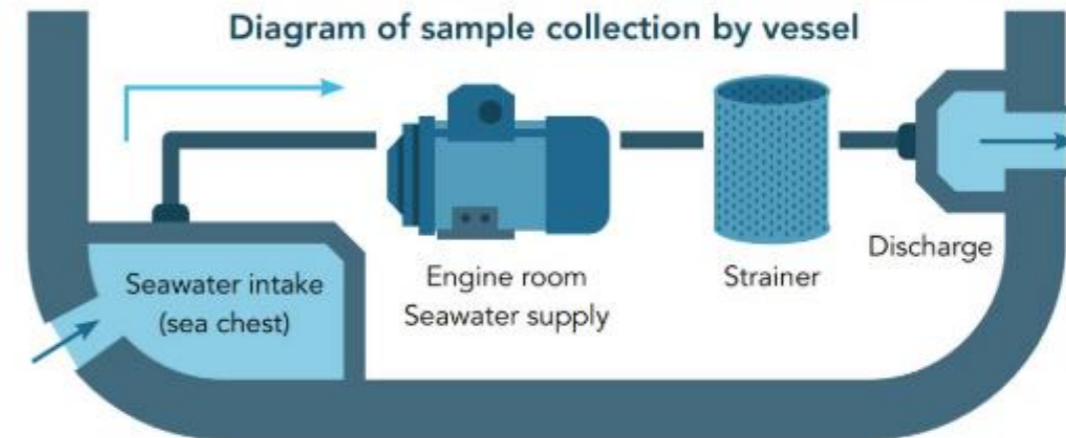 Diagram of sample collection by vessel
Seawater intake
(sea chest)
Engine room
Seawater supply
Strainer
Discharge